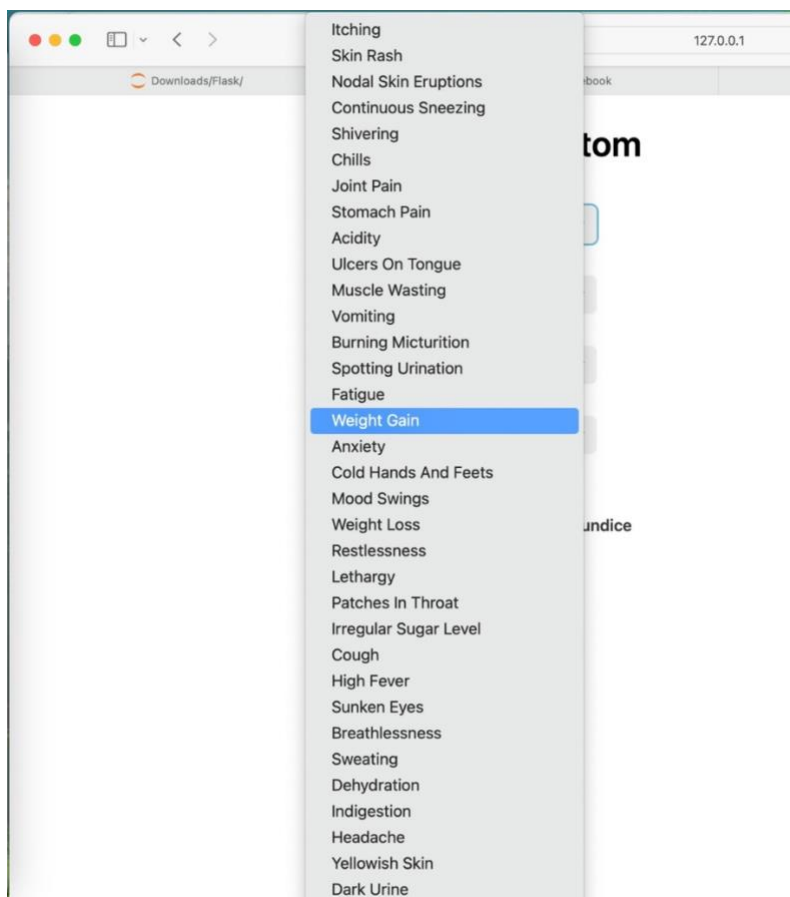 127.0.0.1
Downloads/Flask/
ebook
tom
Itching
Skin Rash
Nodal Skin Eruptions
Continuous Sneezing
Shivering
Chills
Joint Pain
Stomach Pain
Acidity
Ulcers On Tongue
Muscle Wasting
Vomiting
Burning Micturition
Spotting Urination
Fatigue
Weight Gain
Anxiety
Cold Hands And Feets
Mood Swings
Weight Loss
Restlessness
Lethargy
Patches In Throat
Irregular Sugar Level
Cough
High Fever
Sunken Eyes
Breathlessness
Sweating
Dehydration
Indigestion
Headache
Yellowish Skin
Dark Urine
undice